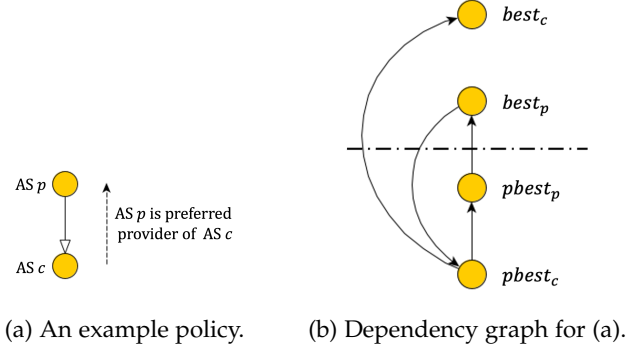 AS p
AS c
AS p is preferred
provider of AS c
(a) An example policy.
best_c
best_p
pbest_p
pbest_c
(b) Dependency graph for (a).